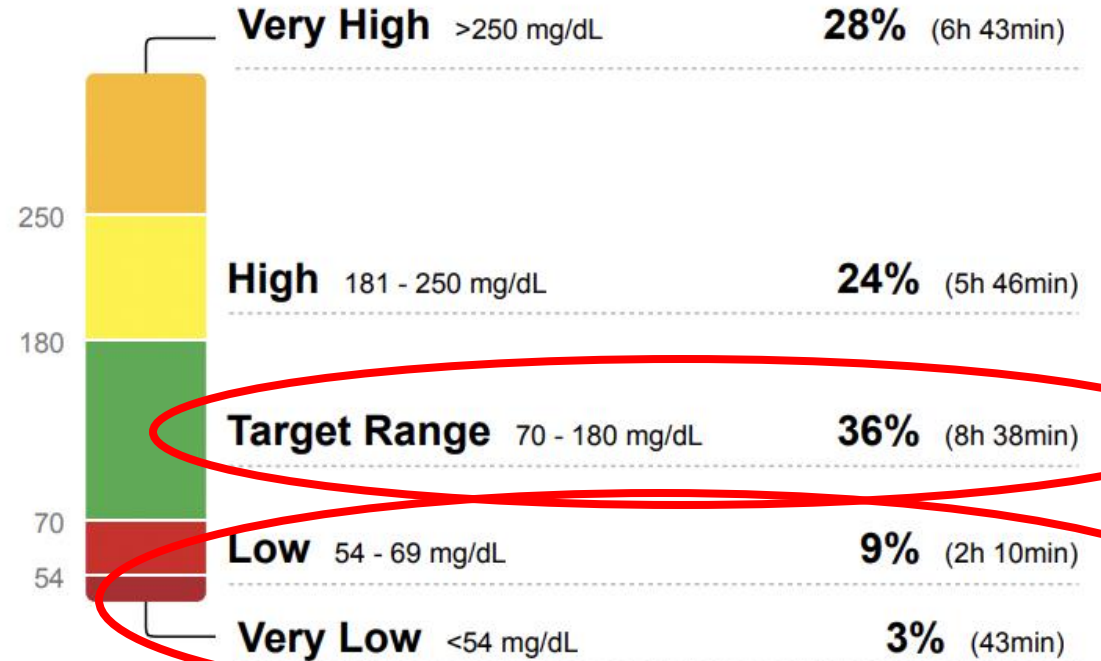 Very High >250 mg/dL 28% (6h 43min)
250
High 181 - 250 mg/dL 24% (5h 46min)
180
Target Range 70 - 180 mg/dL 36% (8h 38min)
70
Low 54 - 69 mg/dL 9% (2h 10min)
54
Very Low <54 mg/dL 3% (43min)